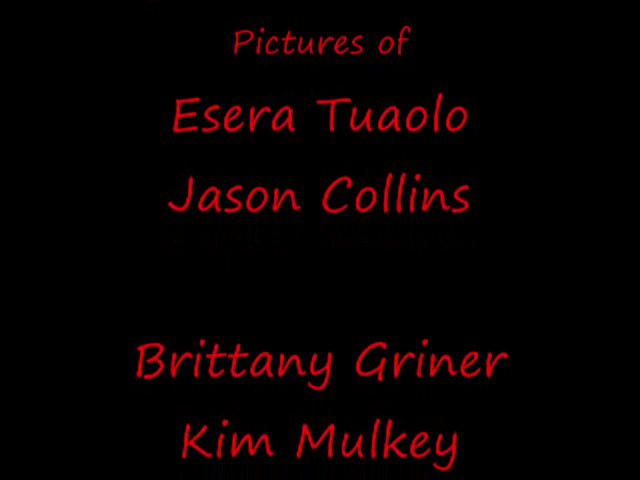 Pictures of
Esera Tuaolo
Jason Collins
Brittany Griner
Kim Mulkey